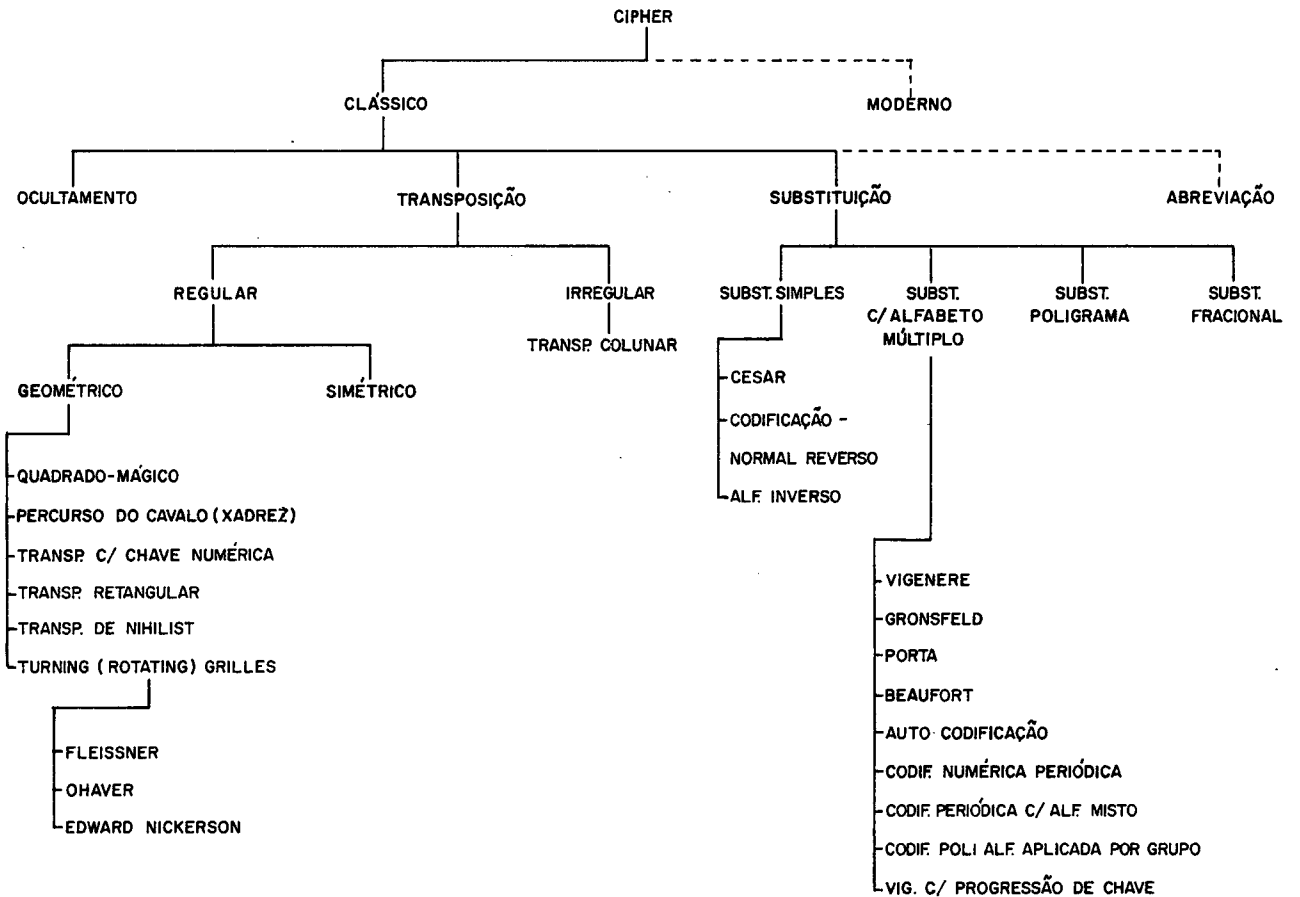 CIPHER
CLÁSSICO
MODERNO
OCULTAMENTO
TRANSPOSIÇÃO
SUBSTITUIÇÃO
ABREVIAÇÃO
REGULAR
IRREGULAR
TRANSP. COLUNAR
SUBST. SIMPLES
SUBST.
C/ALFABETO
MÚLTIPLO
SUBST.
POLIGRAMA
SUBST.
FRACIONAL
GEOMÉTRICO
SIMÉTRICO
QUADRADO-MÁGICO
PERCURSO DO CAVALO (XADREZ)
TRANSP. C/ CHAVE NUMÉRICA
TRANSP. RETANGULAR
TRANSP. DE NIHILIST
TURNING (ROTATING) GRILLES
FLEISSNER
OHAVER
EDWARD NICKERSON
CESAR
CODIFICAÇÃO -
NORMAL REVERSO
ALF. INVERSO
VIGENERE
GRONSFELD
PORTA
BEAUFORT
AUTO CODIFICAÇÃO
CODIF. NUMÉRICA PERIÓDICA
CODIF. PERIÓDICA C/ ALF. MISTO
CODIF. POLI ALF. APLICADA POR GRUPO
VIG. C/ PROGRESSÃO DE CHAVE